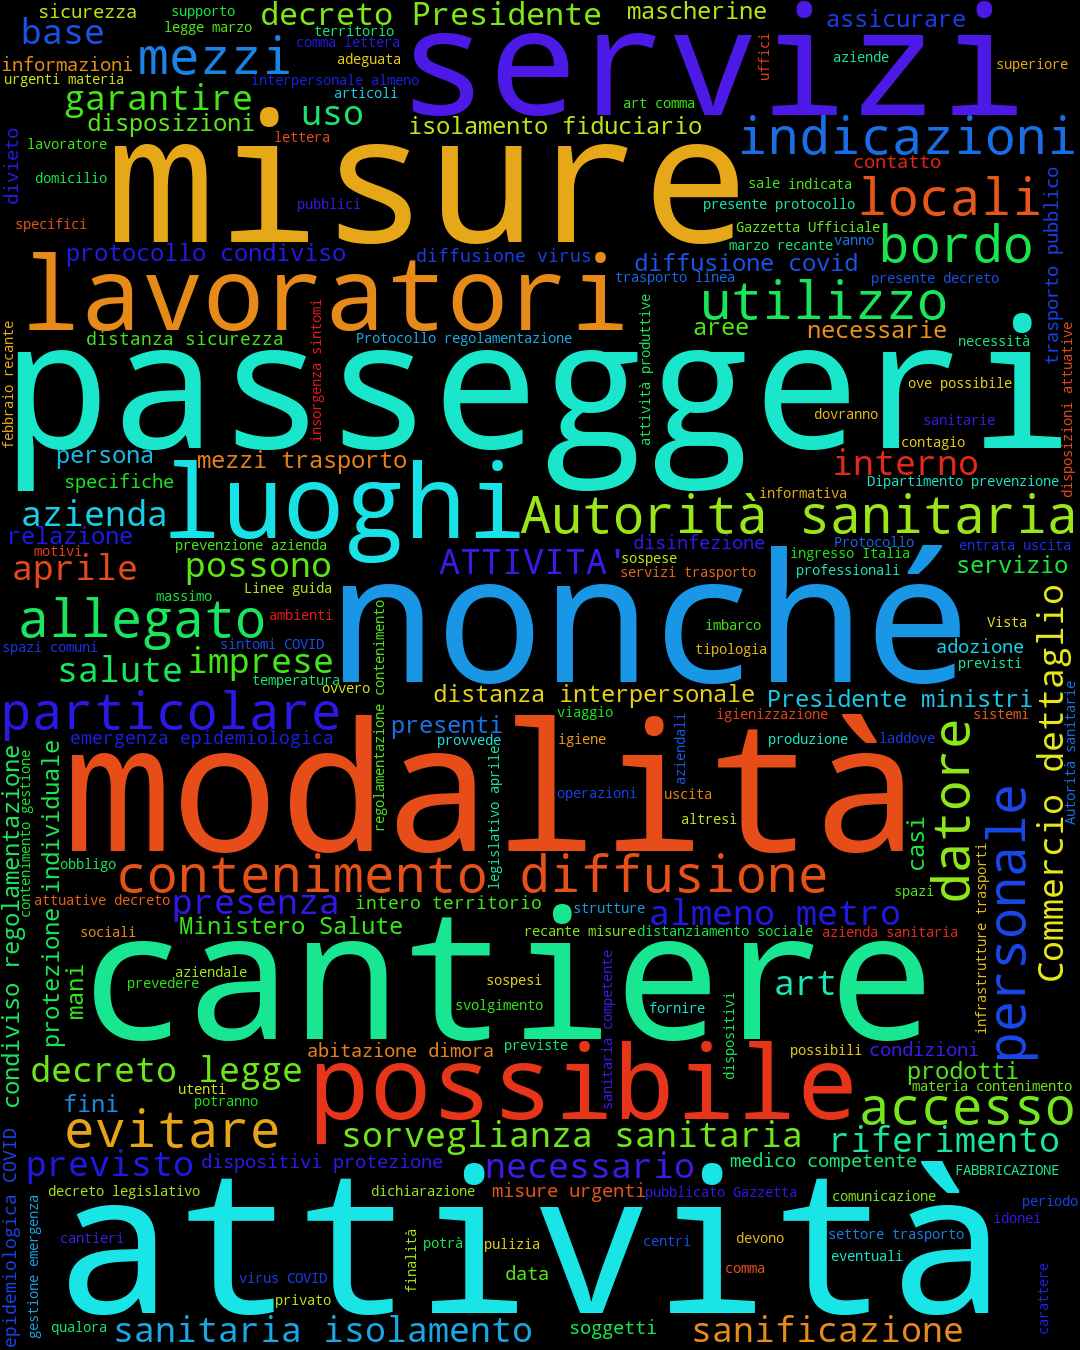 sicurezza
supporto
legge marzo
decreto Presidente
mascherine
servizi
assicurare
base
territorio
comma lettera
mezzi
adeguata
uffici
aziende
superiore
informazioni
urgenti materia
interpersonale almeno
articoli
garantire
uso
art comma
disposizioni
isolamento fiduciario
indicazioni
lettera
misure
divieto
lavoratore
contatto
domicilio
sale
indicata
locali
trasporto pubblico
pubblici
presente protocollo
specifici
Gazzetta Ufficiale
bordo
marzo recante
vanno
protocollo condiviso
diffusione virus
diffusione covid
lavoratori
trasporto linea
presente decreto
utilizzo
insorgenza sintomi
attività produttive
aree
necessarie
febbraio recante
distanza sicurezza
Protocollo regolamentazione
necessità
disposizioni attuative
passeggeri
ove possibile
dovranno
sanitarie
contagio
persona
mezzi trasporto
interno
luoghi
specifiche
Dipartimento prevenzione
informativa
azienda
Autorità sanitaria
relazione
prevenzione azienda
disinfezione
Protocollo
entrata uscita
motivi
ATTIVITA'
sospese
ingresso Italia
aprile
possono
servizi trasporto
professionali
servizio
Linee guida
nonché
massimo
allegato
ambienti
regolamentazione contenimento
imbarco
Vista
Commercio dettaglio
spazi comuni
sintomi COVID
tipologia
adozione
salute
imprese
previsti
temperatura
ovvero
distanza interpersonale
Presidente ministri
Autorità sanitarie
particolare
viaggio
igienizzazione
sistemi
presenti
aziendali
emergenza epidemiologica
provvede
igiene
produzione
laddove
datore
modalità
condiviso regolamentazione
contenimento gestione
protezione individuale
legislativo aprile
personale
operazioni
uscita
altresì
casi
obbligo
contenimento diffusione
infrastrutture trasporti
spazi
attuative decreto
presenza
intero territorio
strutture
almeno metro
Ministero Salute
sociali
recante misure
distanziamento sociale
azienda sanitaria
cantiere
mani
aziendale
prevedere
sospesi
sanitaria competente
art
svolgimento
fornire
dispositivi
abitazione dimora
previste
possibili
condizioni
decreto legge
possibile
prodotti
utenti
materia contenimento
fini
potranno
accesso
evitare
sorveglianza sanitaria
riferimento
epidemiologica COVID
previsto
dispositivi protezione
necessario
medico competente
FABBRICAZIONE
decreto legislativo
dichiarazione
misure urgenti
pubblicato Gazzetta
comunicazione
periodo
gestione emergenza
attività
idonei
cantieri
finalità
potrà
pulizia
centri
devono
settore trasporto
eventuali
virus COVID
data
comma
carattere
privato
qualora
sanitaria isolamento
soggetti
sanificazione